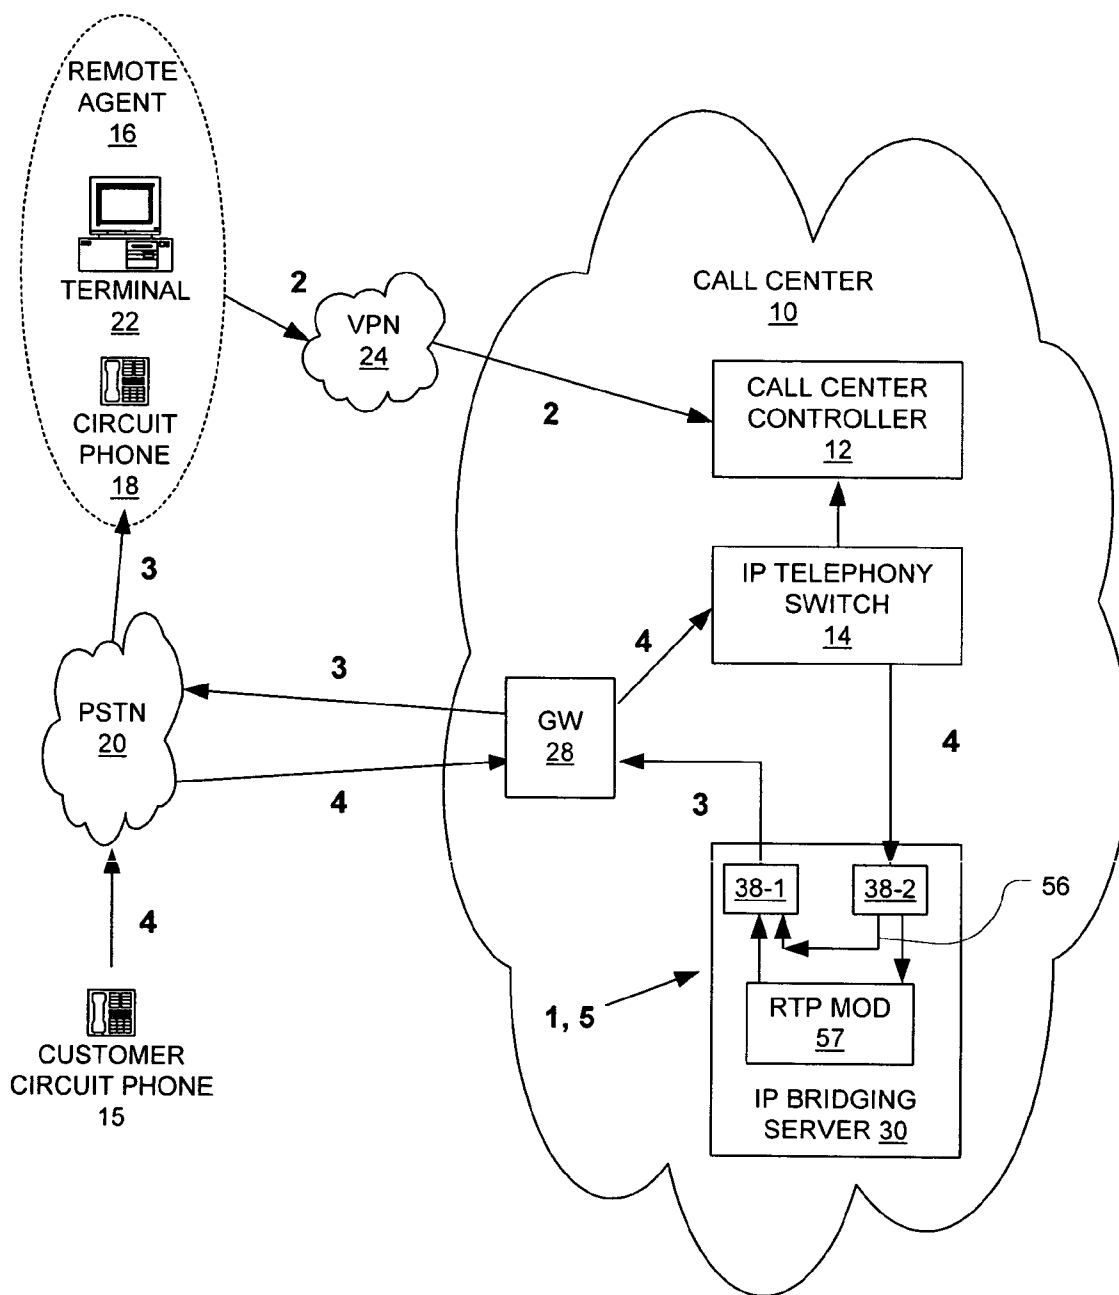 REMOTE
AGENT
16
TERMINAL
22
CIRCUIT
PHONE
18
2
VPN
24
2
CALL CENTER
10
CALL CENTER
CONTROLLER
12
IP TELEPHONY
SWITCH
14
3
PSTN
20
3
4
GW
28
4
4
3
4
38-1
38-2
56
RTP MOD
57
IP BRIDGING
SERVER 30
1, 5
CUSTOMER
CIRCUIT PHONE
15